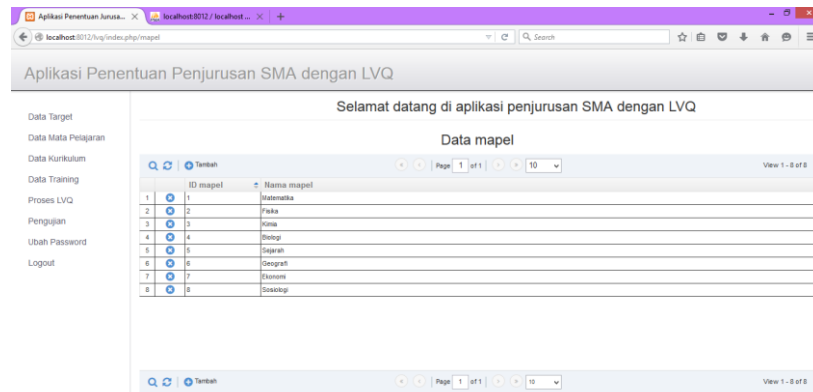 Aplikasi Penentuan Jurusa...
localhost:8012 / localhost ...
localhost:8012/lvq/index.php/mapel
Search
Aplikasi Penentuan Penjurusan SMA dengan LVQ
Selamat datang di aplikasi penjurusan SMA dengan LVQ
Data Target
Data Mata Pelajaran
Data Kurikulum
Data Training
Proses LVQ
Pengujian
Ubah Password
Logout
Data mapel
Tambah Page 1 of 1 10 View 1 - 8 of 8
ID mapel Nama mapel
1 1 Matematika
2 2 Fisika
3 3 Kimia
4 4 Biologi
5 5 Sejarah
6 6 Geografi
7 7 Ekonomi
8 8 Sosiologi
Tambah Page 1 of 1 10 View 1 - 8 of 8